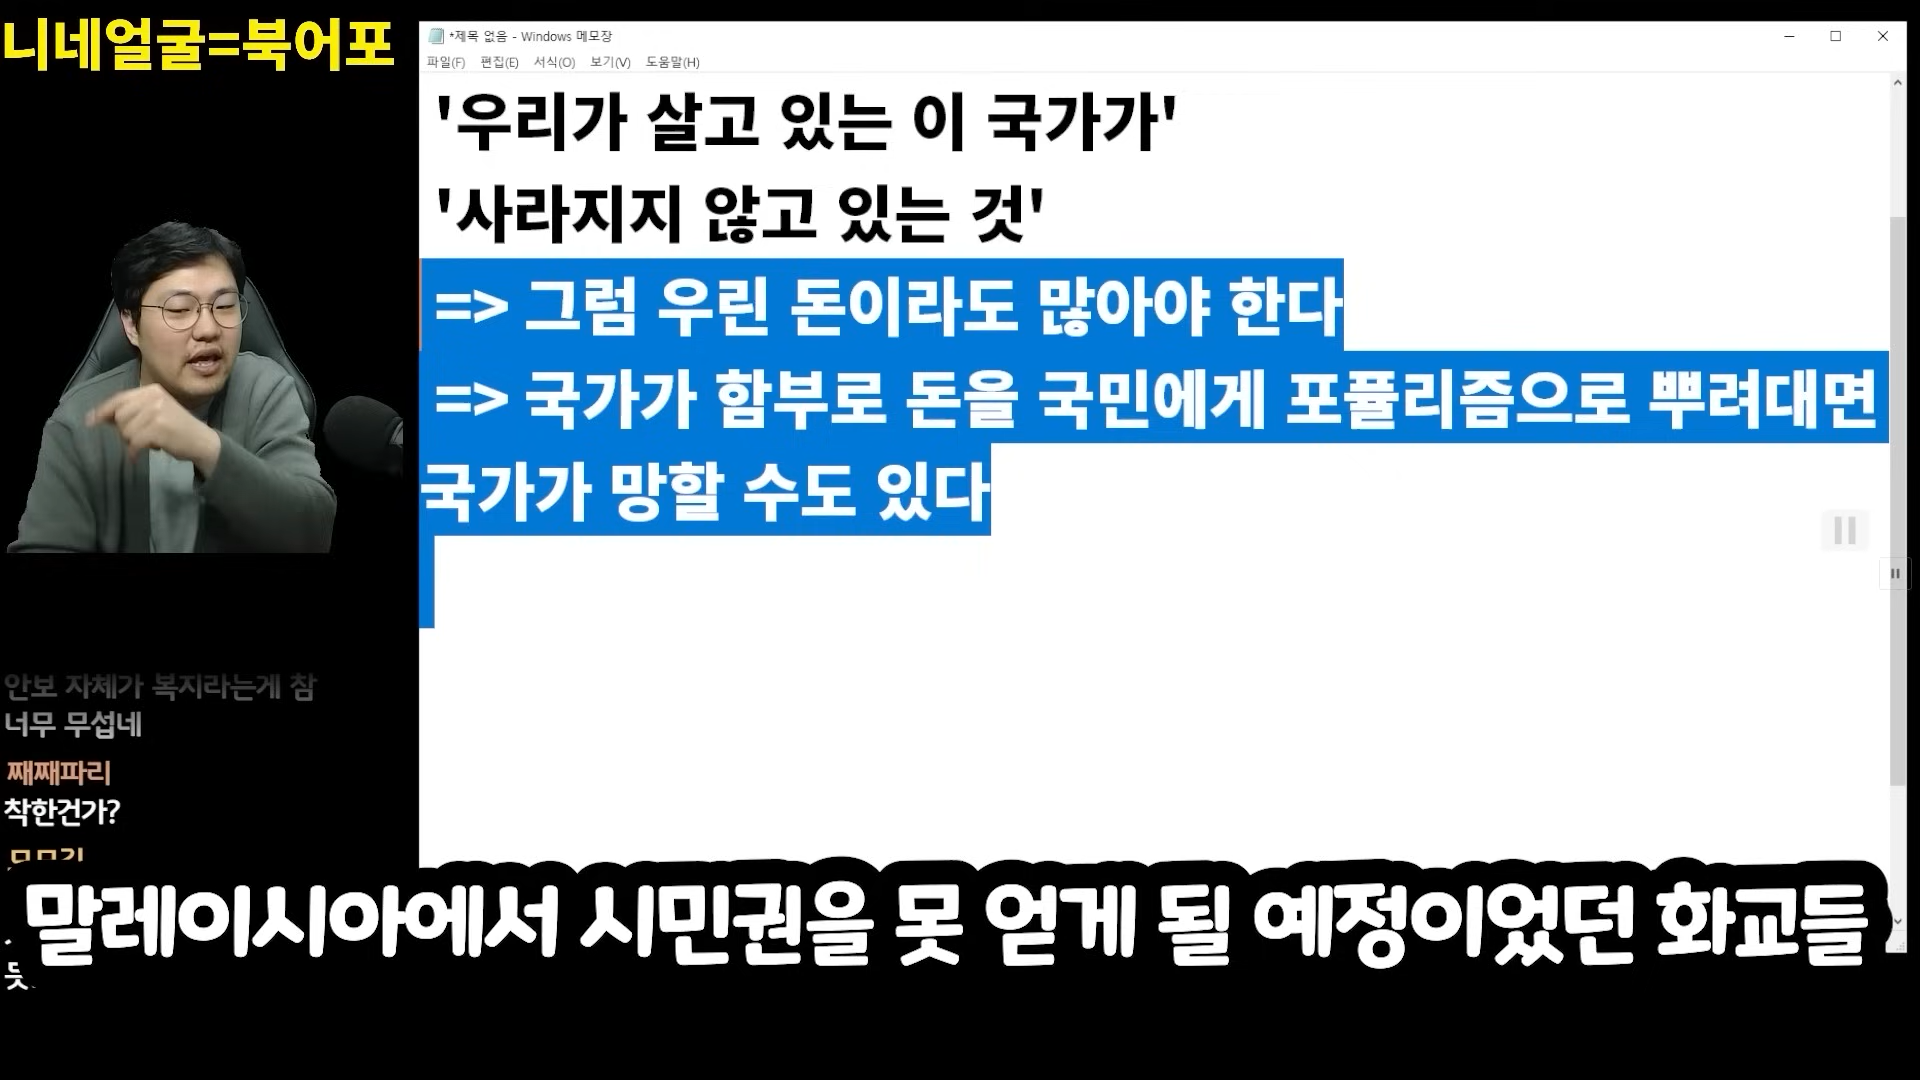 니네얼굴=북어포
*제목 없음 - Windows 메모장
파일(F) 편집(E) 서식(O) 보기(V) 도움말(H)
'우리가 살고 있는 이 국가가'
'사라지지 않고 있는 것'
=> 그럼 우린 돈이라도 많아야 한다
=> 국가가 함부로 돈을 국민에게 포퓰리즘으로 뿌려대면
국가가 망할 수도 있다
안보 자체가 복지라는게 참
너무 무섭네
째째파리
착한건가?
말레이시아에서 시민권을 못 얻게 될 예정이었던 화교들